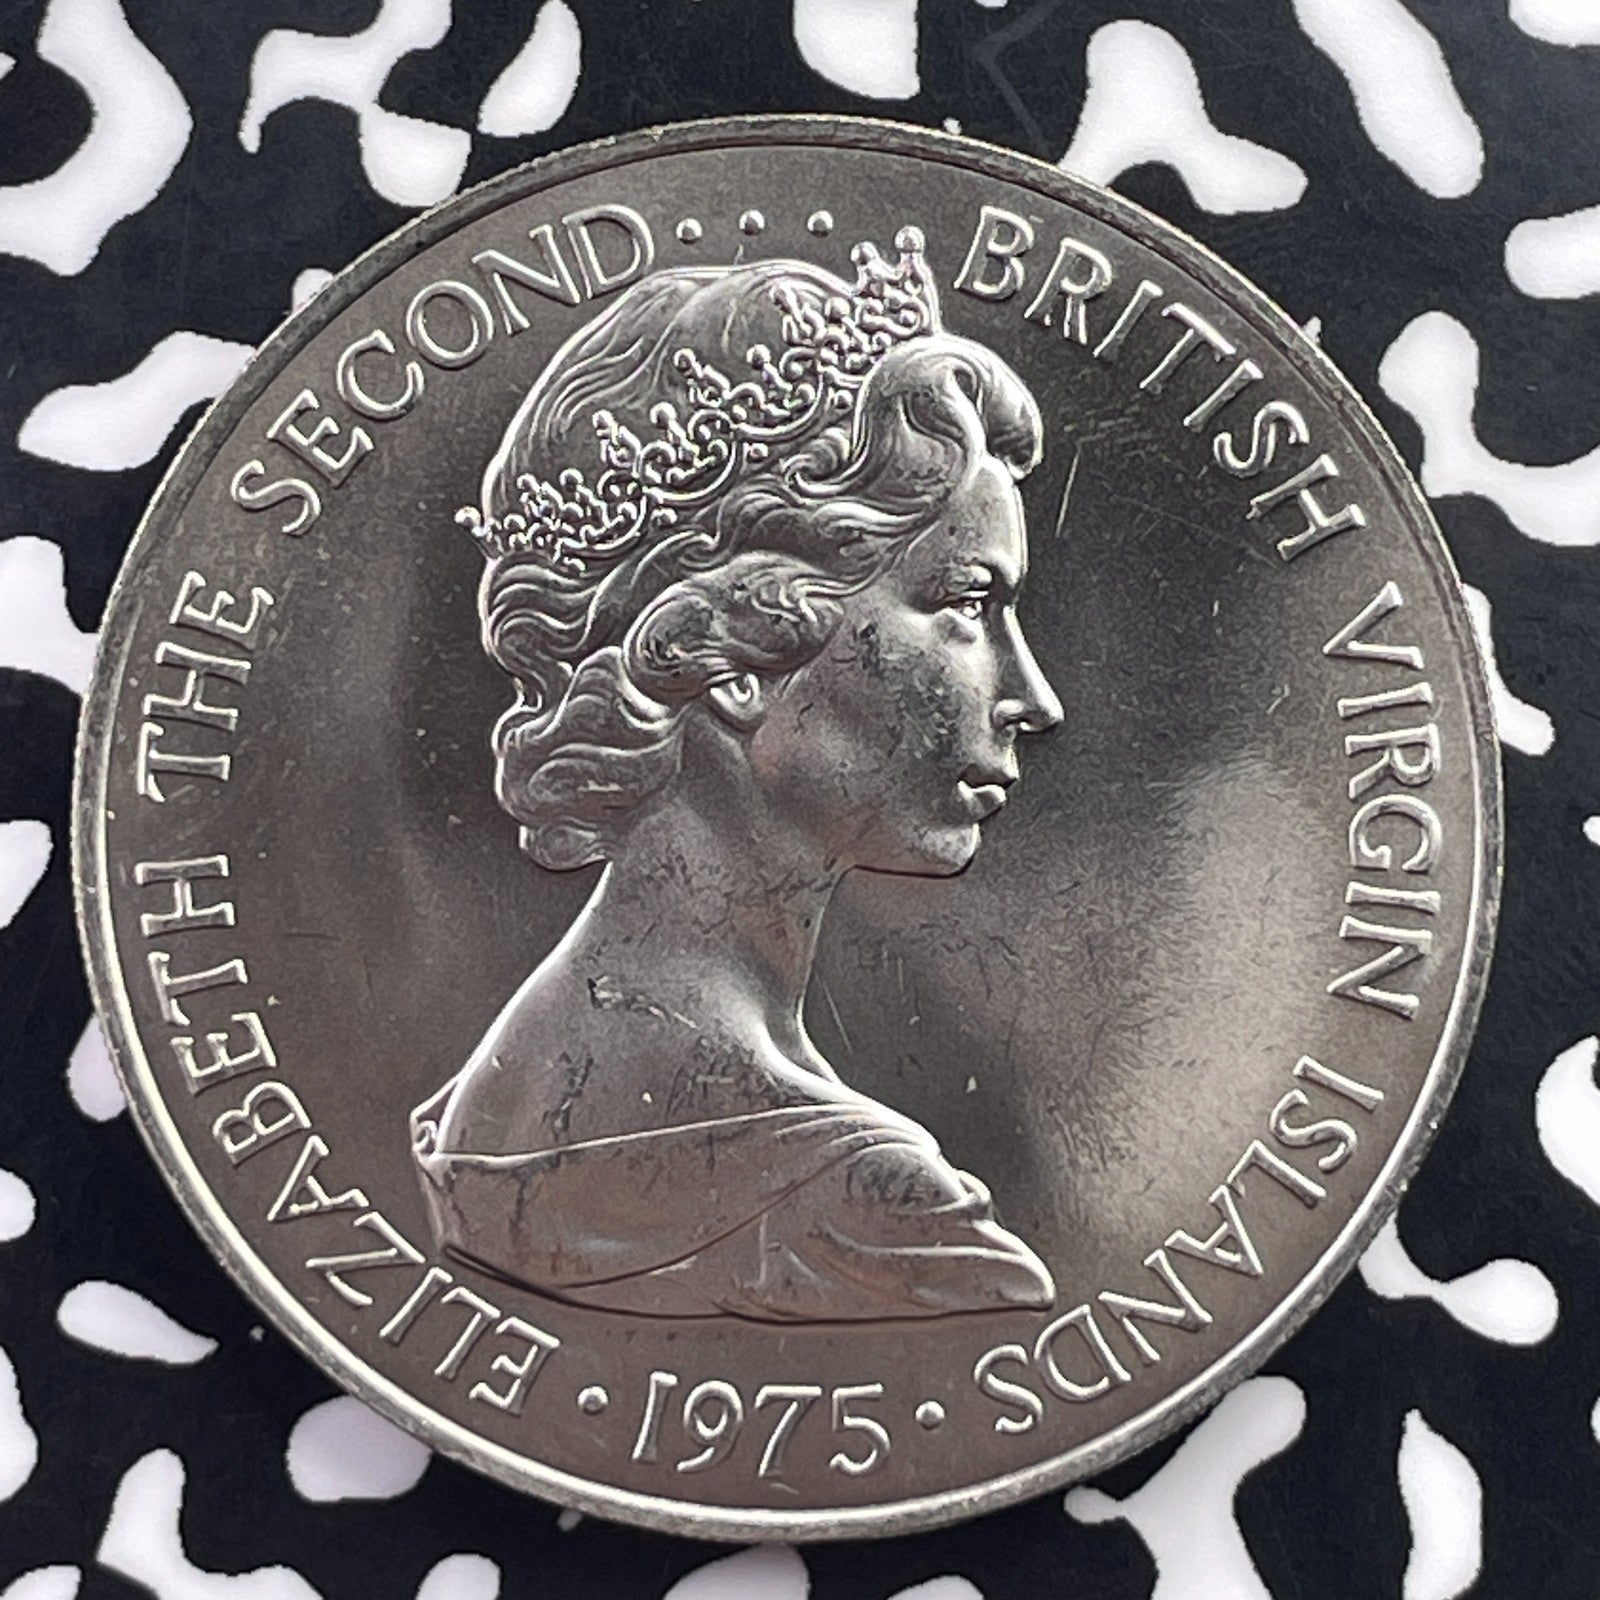 ELIZABETH THE SECOND... BRITISH VIRGIN ISLANDS
·1975·